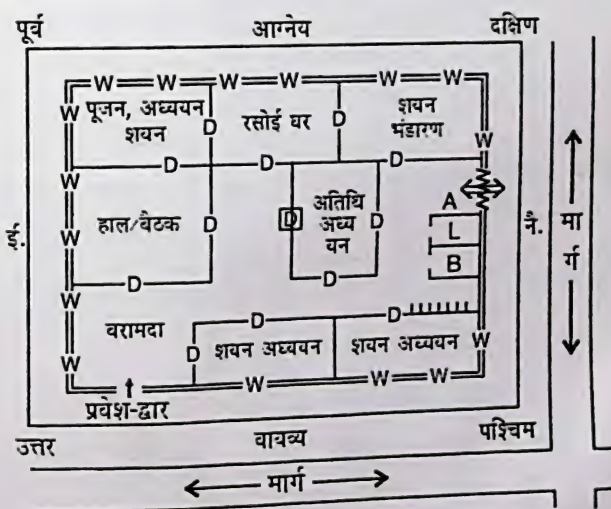 पूर्व आग्नेय दक्षिण
W W W W W W
W पूजन, अध्ययन रसोई घर शयन
शयन D D भंडारण W
W D D D
A
हाल/बैठक D D अतिथि D
अध्य
यन
ई. W L नै.
मा
र्ग
D D B
W वरामदा D D
W D शयन अध्ययन शयन अध्ययन W
W W W
प्रवेश-द्वार
उत्तर वायव्य पश्चिम
मार्ग